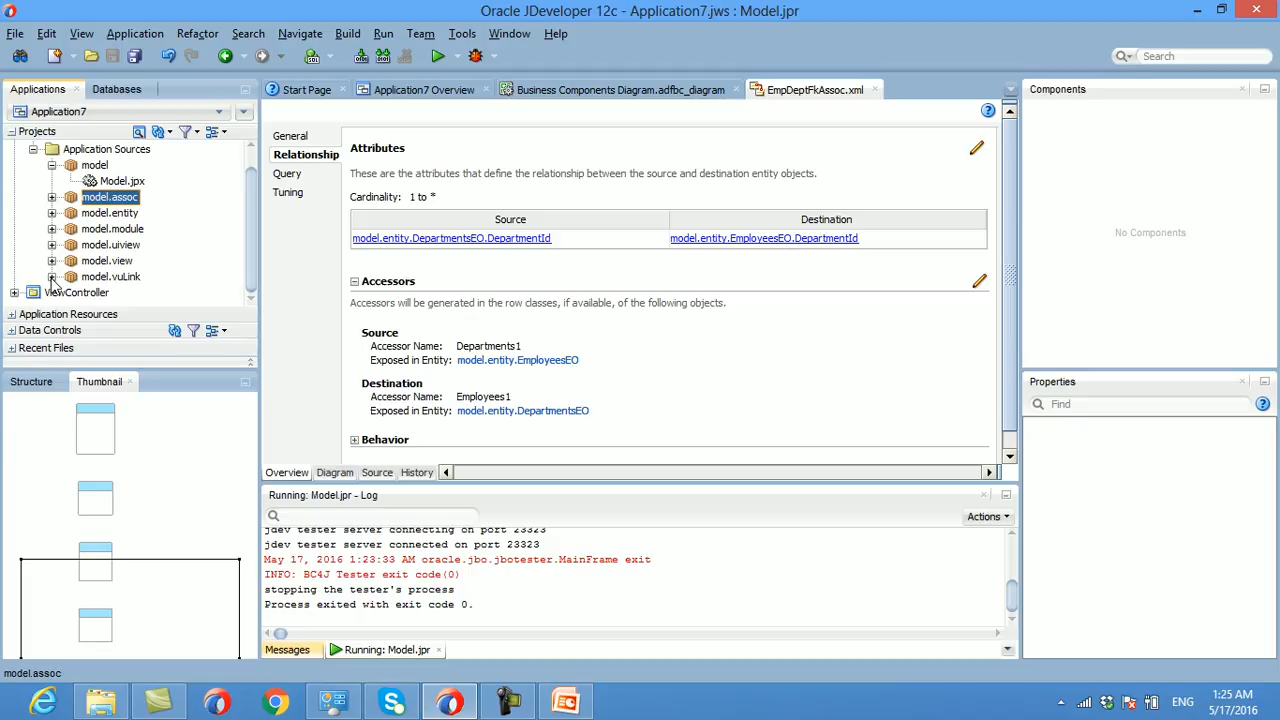 Oracle JDeveloper 12c - Application7.jws : Model.jpr
File Edit View Application Refactor Search Navigate Build Run Team Tools Window Help
Search
Applications
Databases
Application7
Projects
Application Sources
model
Model.jpx
model.assoc
model.entity
model.module
model.uiview
model.view
model.vuLink
ViewController
Application Resources
Data Controls
Recent Files
Structure
Thumbnail
model.assoc
Start Page
Application7 Overview
Business Components Diagram.adfbc_diagram
EmpDeptFkAssoc.xml
General
Relationship
Query
Tuning
Attributes
These are the attributes that define the relationship between the source and destination entity objects.
Cardinality: 1 to *
Source Destination
model.entity.DepartmentsEO.DepartmentId model.entity.EmployeesEO.DepartmentId
Accessors
Accessors will be generated in the row classes, if available, of the following objects.
Source
Accessor Name: Departments1
Exposed in Entity: model.entity.EmployeesEO
Destination
Accessor Name: Employees1
Exposed in Entity: model.entity.DepartmentsEO
Behavior
Overview Diagram Source History
Running: Model.jpr - Log
Actions
jdev tester server connecting on port 23323
jdev tester server connected on port 23323
May 17, 2016 1:23:33 AM oracle.jbo.jbotester.MainFrame exit
INFO: BC4J Tester exit code(0)
stopping the tester's process
Process exited with exit code 0.
Messages
Running: Model.jpr
Components
No Components
Properties
Find
ENG
1:25 AM
5/17/2016